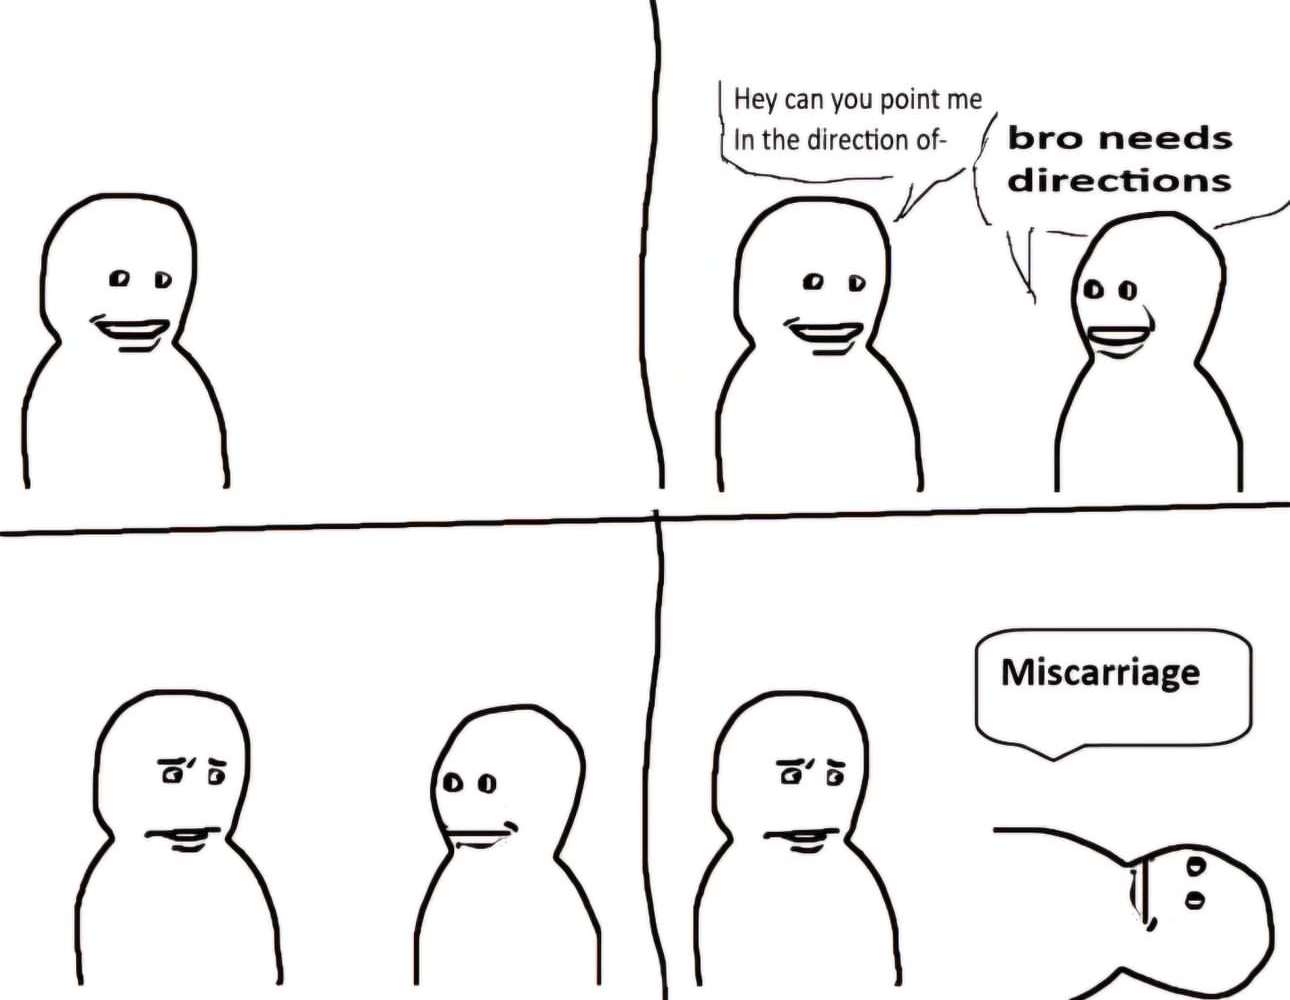 Hey can you point me
In the direction of-
bro needs
directions
Miscarriage